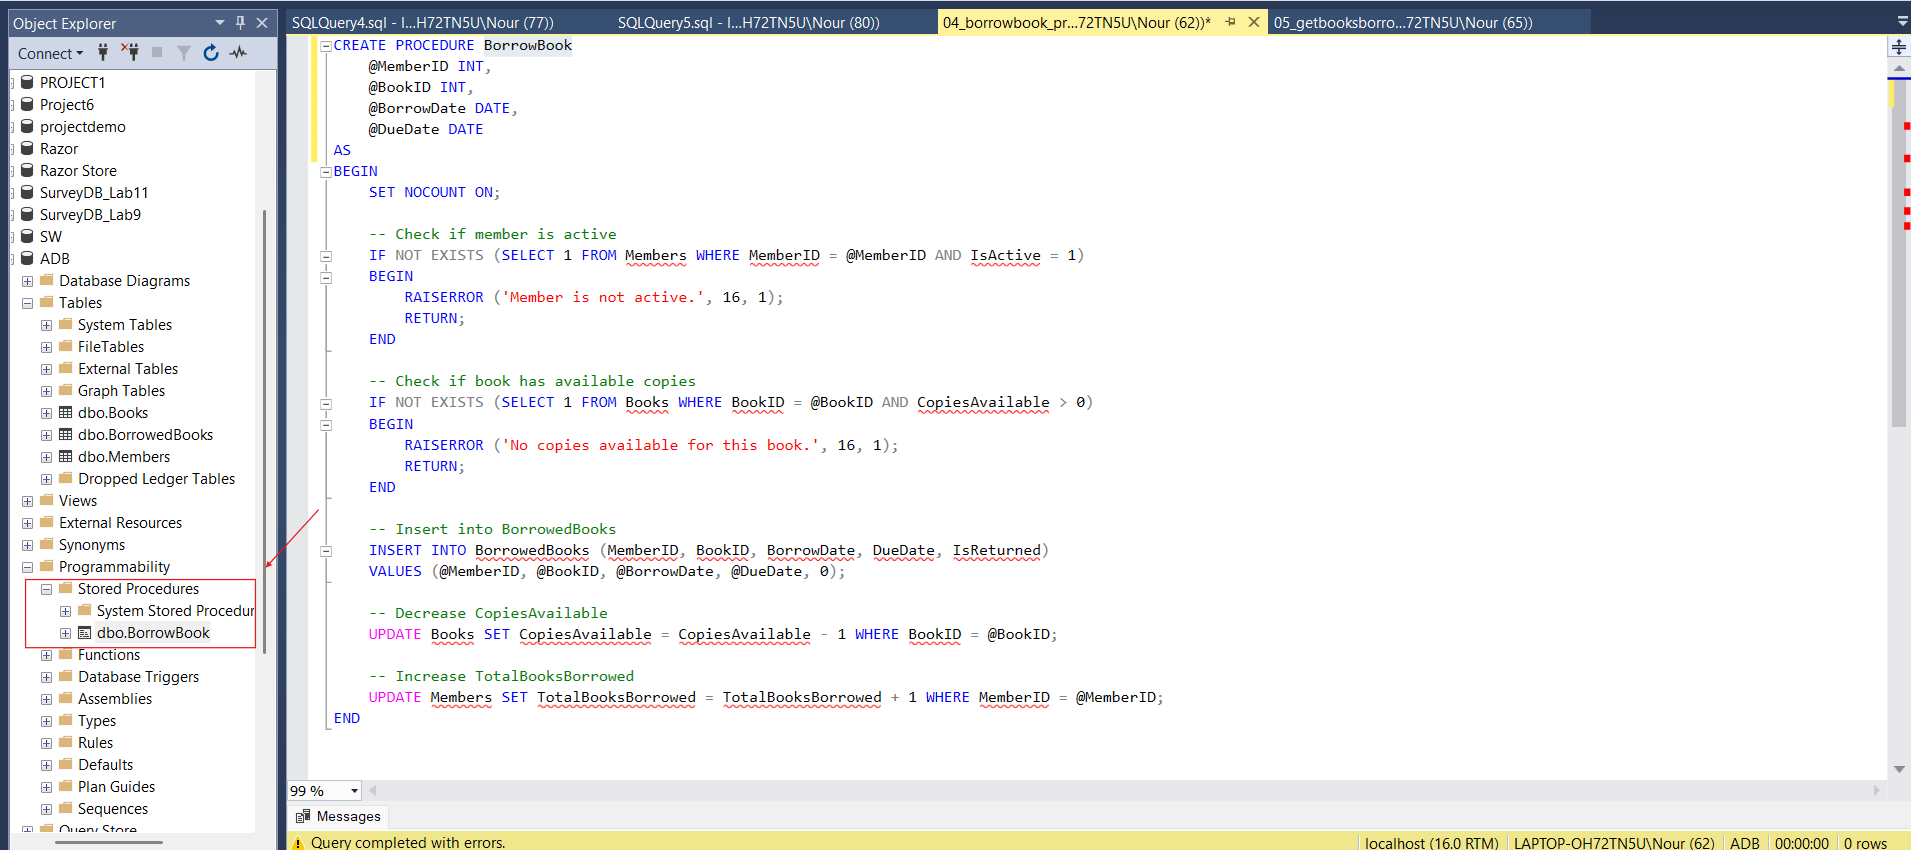 Object Explorer
Connect
PROJECT1
Project6
projectdemo
Razor
Razor Store
SurveyDB_Lab11
SurveyDB_Lab9
SW
ADB
Database Diagrams
Tables
System Tables
FileTables
External Tables
Graph Tables
dbo.Books
dbo.BorrowedBooks
dbo.Members
Dropped Ledger Tables
Views
External Resources
Synonyms
Programmability
Stored Procedures
System Stored Procedur
dbo.BorrowBook
Functions
Database Triggers
Assemblies
Types
Rules
Defaults
Plan Guides
Sequences
Query Store
SQLQuery4.sql - l...H72TN5U\Nour (77))
SQLQuery5.sql - l...H72TN5U\Nour (80))
04_borrowbook_pr...72TN5U\Nour (62))*
05_getbooksborro...72TN5U\Nour (65))
CREATE PROCEDURE BorrowBook
@MemberID INT,
@BookID INT,
@BorrowDate DATE,
@DueDate DATE
AS
BEGIN
SET NOCOUNT ON;
-- Check if member is active
IF NOT EXISTS (SELECT 1 FROM Members WHERE MemberID = @MemberID AND IsActive = 1)
BEGIN
RAISERROR ('Member is not active.', 16, 1);
RETURN;
END
-- Check if book has available copies
IF NOT EXISTS (SELECT 1 FROM Books WHERE BookID = @BookID AND CopiesAvailable > 0)
BEGIN
RAISERROR ('No copies available for this book.', 16, 1);
RETURN;
END
-- Insert into BorrowedBooks
INSERT INTO BorrowedBooks (MemberID, BookID, BorrowDate, DueDate, IsReturned)
VALUES (@MemberID, @BookID, @BorrowDate, @DueDate, 0);
-- Decrease CopiesAvailable
UPDATE Books SET CopiesAvailable = CopiesAvailable - 1 WHERE BookID = @BookID;
-- Increase TotalBooksBorrowed
UPDATE Members SET TotalBooksBorrowed = TotalBooksBorrowed + 1 WHERE MemberID = @MemberID;
END
99 %
Messages
Query completed with errors.
localhost (16.0 RTM)
LAPTOP-OH72TN5U\Nour (62)
ADB
00:00:00
0 rows